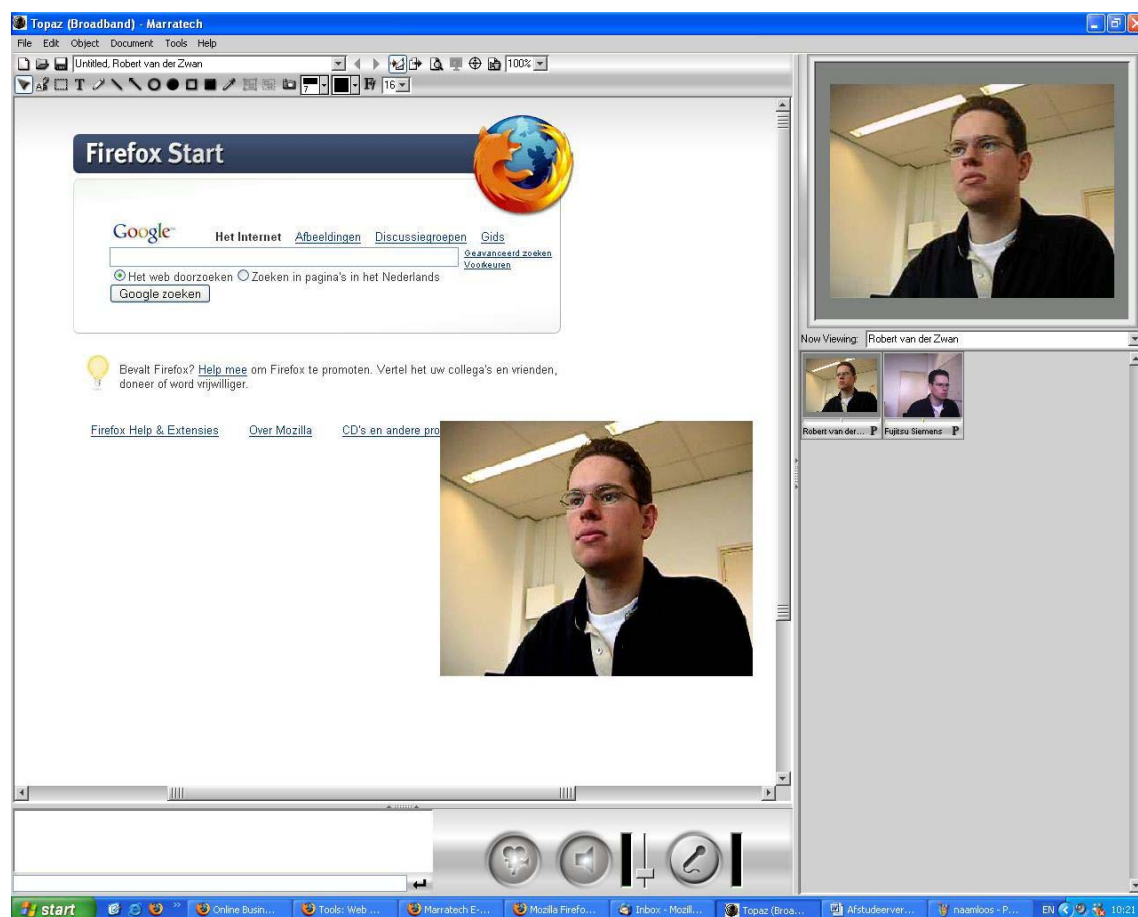 Topaz (Broadband) - Marratech
File Edit Object Document Tools Help
Untitled, Robert van der Zwan
100%
T
7
16
Firefox Start
Google
Het Internet Afbeeldingen Discussiegroepen Gids
Geavanceerd zoeken
Voorkeuren
Het web doorzoeken Zoeken in pagina's in het Nederlands
Google zoeken
Bevalt Firefox? Help mee om Firefox te promoten. Vertel het uw collega's en vrienden,
doneer of word vrijwilliger.
Firefox Help & Extensies Over Mozilla CD's en andere pro
Now Viewing: Robert van der Zwan
Robert van der... P Fujitsu Siemens P
start Online Busin... Tools: Web ... Marratech E-... Mozilla Firefo... Inbox - Mozill... Topaz (Broa... Afstudeerver... naamloos - P... EN 10:21